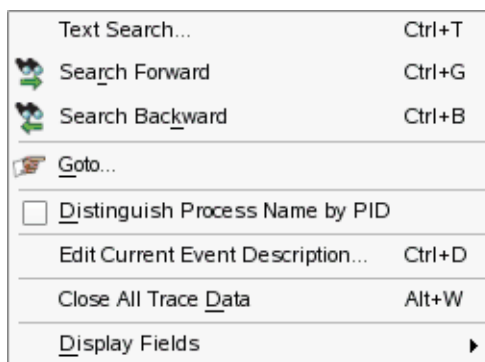 Text Search... Ctrl+T
Search Forward Ctrl+G
Search Backward Ctrl+B
Goto...
Distinguish Process Name by PID
Edit Current Event Description... Ctrl+D
Close All Trace Data Alt+W
Display Fields